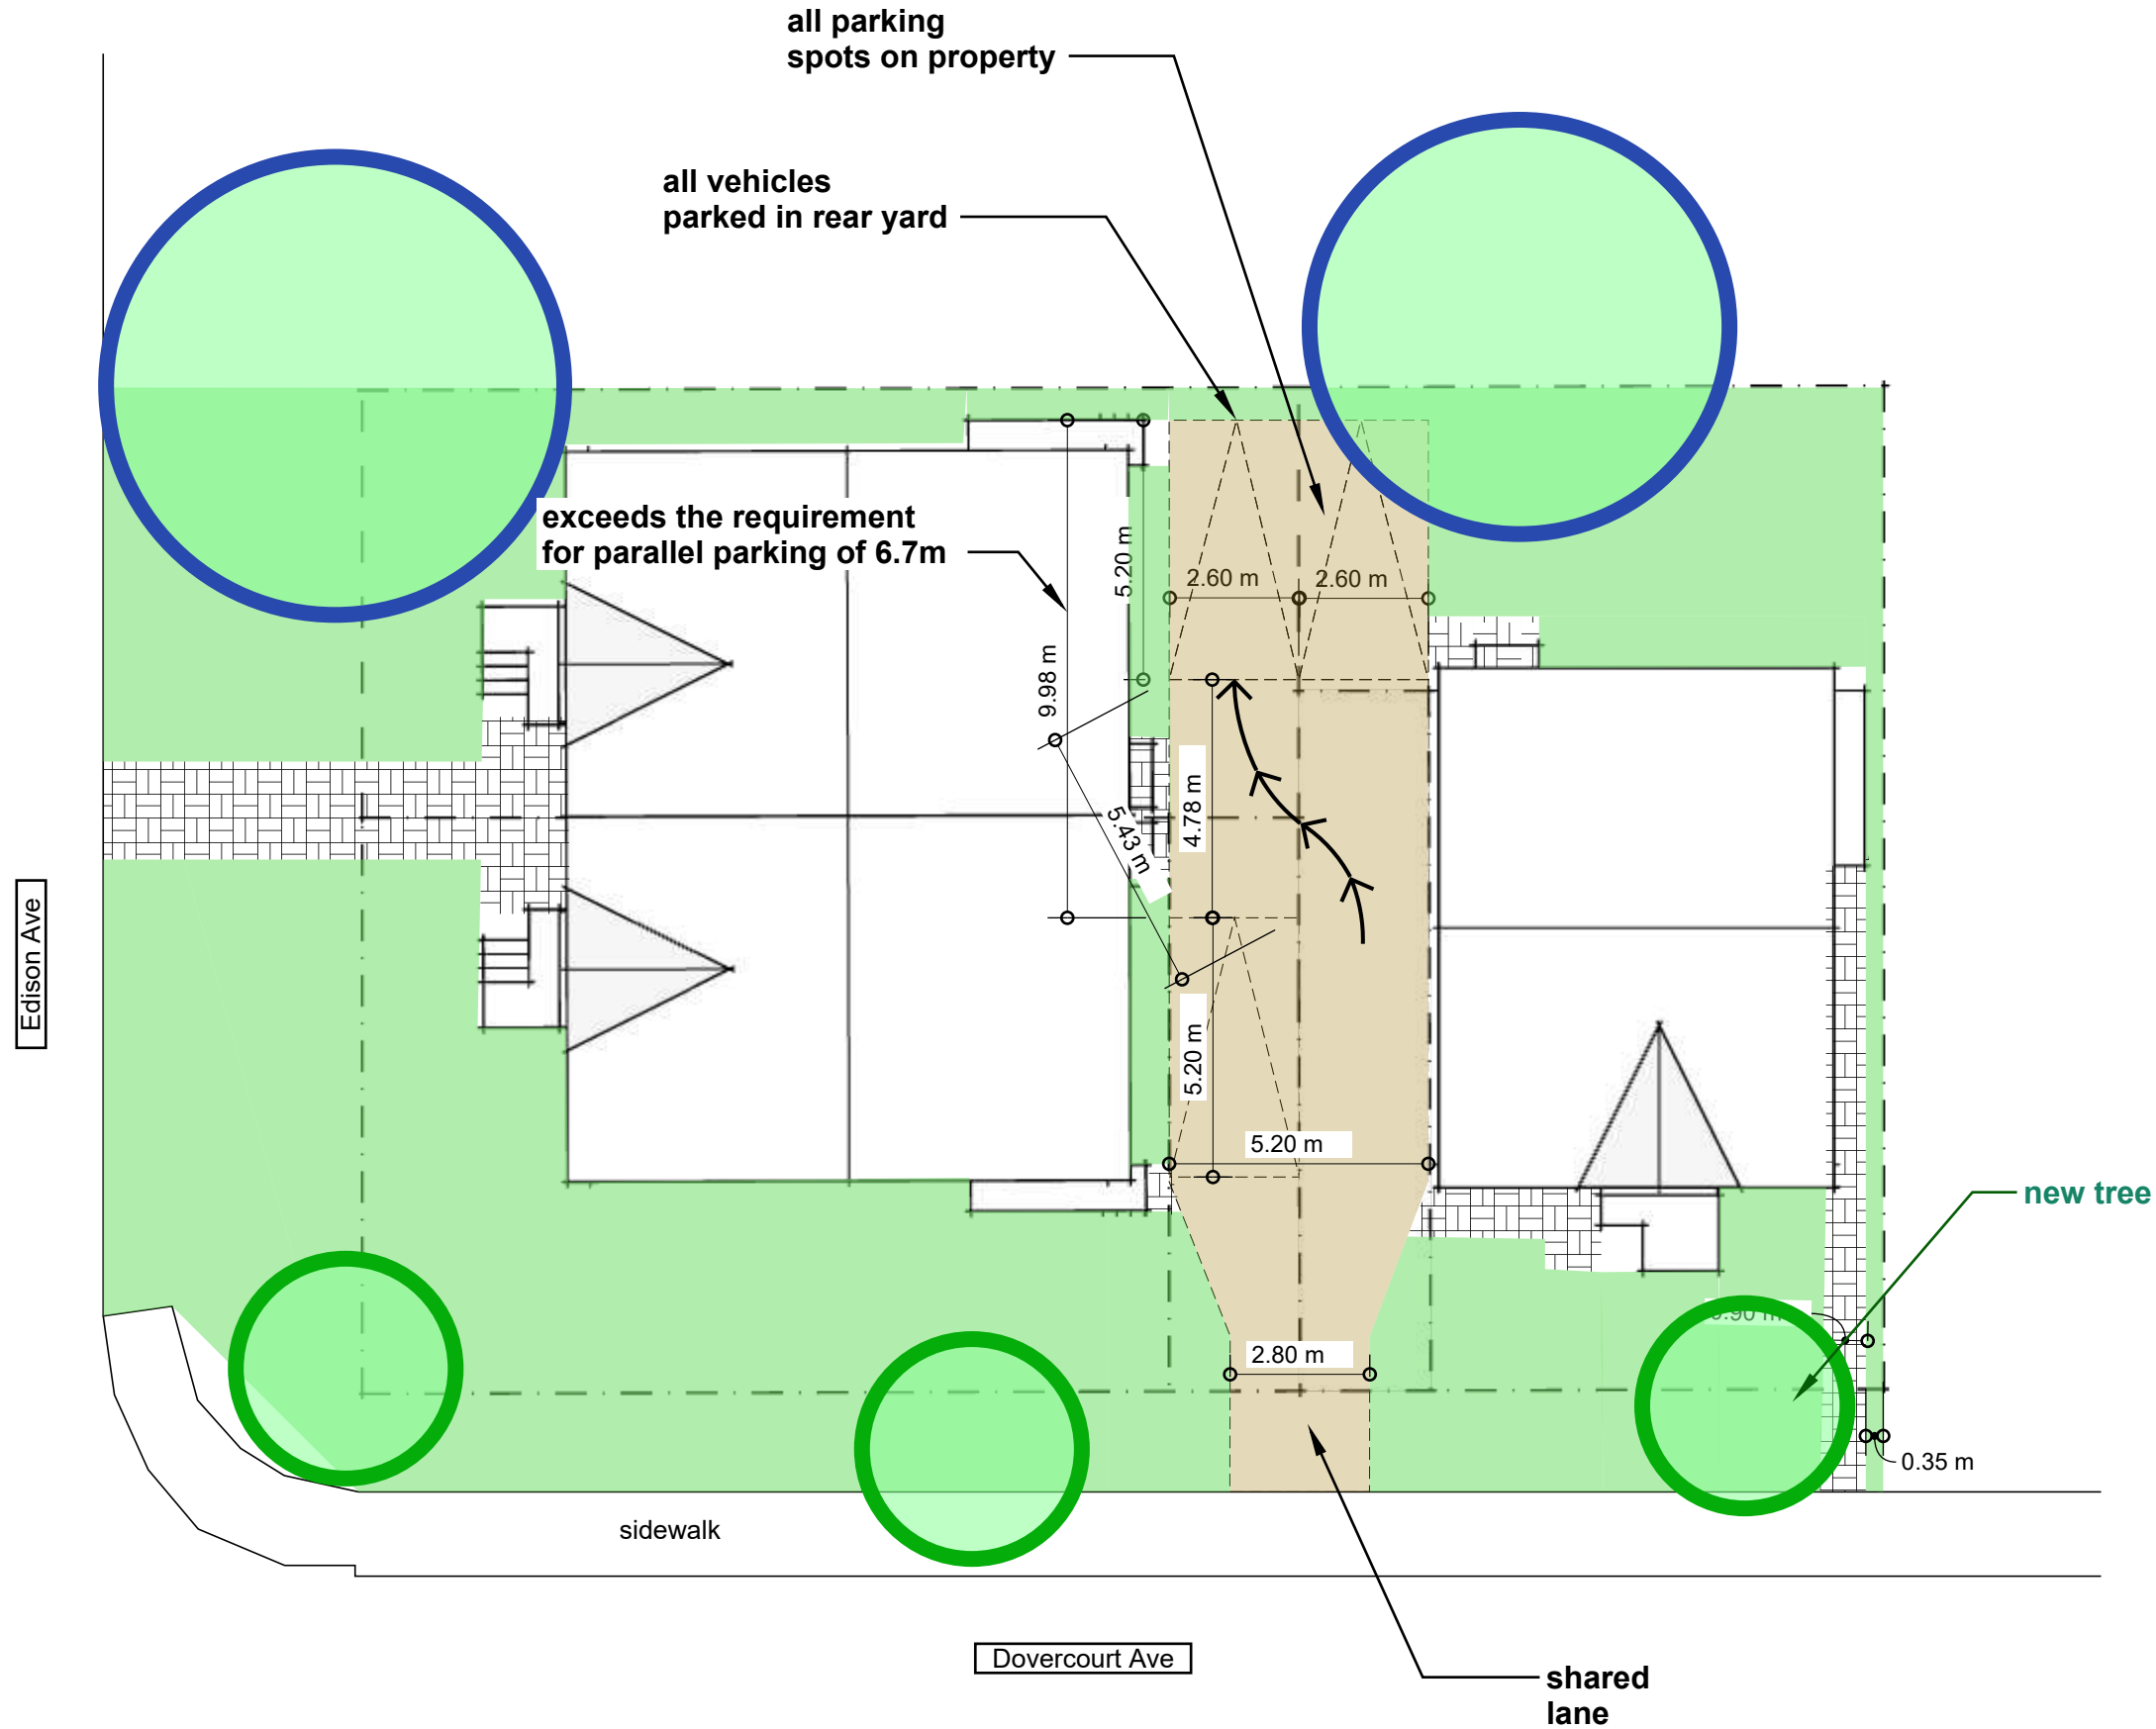 all parking
spots on property
all vehicles
parked in rear yard
exceeds the requirement
for parallel parking of 6.7m
5.20 m
2.60 m
2.60 m
9.98 m
4.78 m
5.43 m
5.20 m
5.20 m
Edison Ave
new tree
2.80 m
0.35 m
sidewalk
Dovercourt Ave
shared
lane